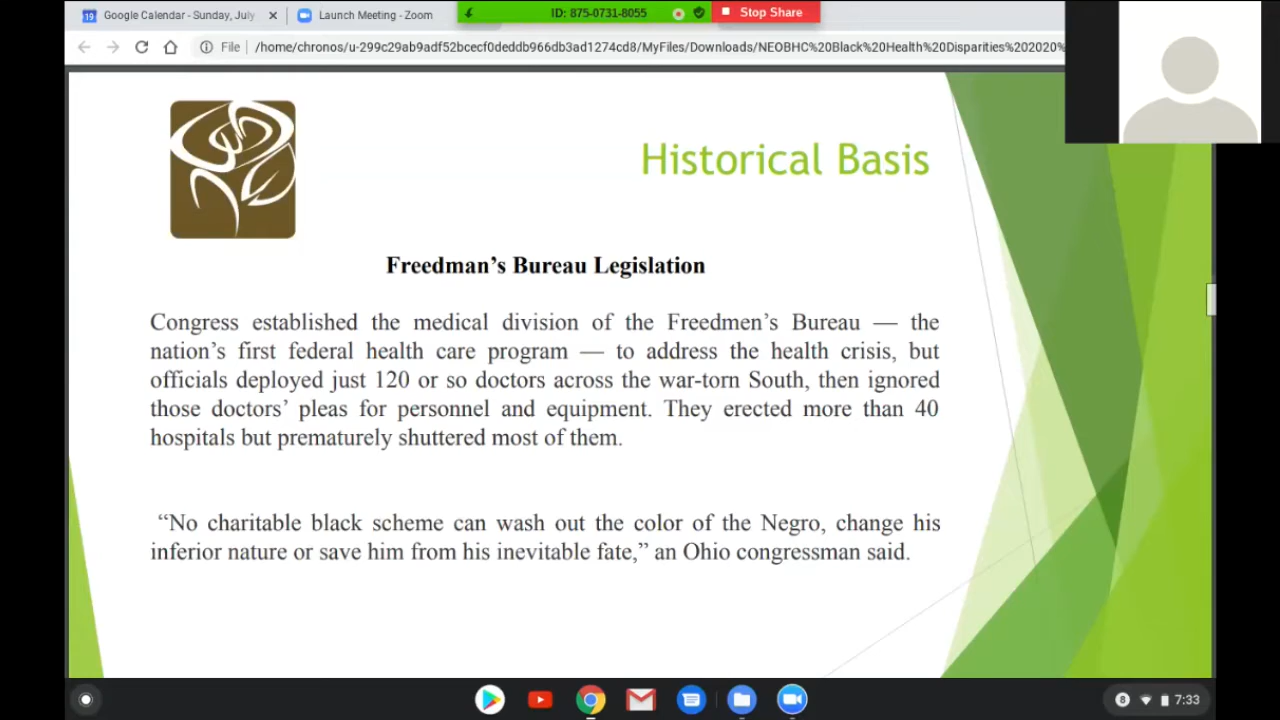 Google Calendar - Sunday, July
Launch Meeting - Zoom
ID: 875-0731-8055
Stop Share
File
/home/chronos/u-299c29ab9adf52bcecf0deddb966db3ad1274cd8/MyFiles/Downloads/NEOBHC%20Black%20Health%20Disparities%202020%
Historical Basis
Freedman’s Bureau Legislation
Congress established the medical division of the Freedmen’s Bureau — the
nation’s first federal health care program — to address the health crisis, but
officials deployed just 120 or so doctors across the war-torn South, then ignored
those doctors’ pleas for personnel and equipment. They erected more than 40
hospitals but prematurely shuttered most of them.
“No charitable black scheme can wash out the color of the Negro, change his
inferior nature or save him from his inevitable fate,” an Ohio congressman said.
8
7:33